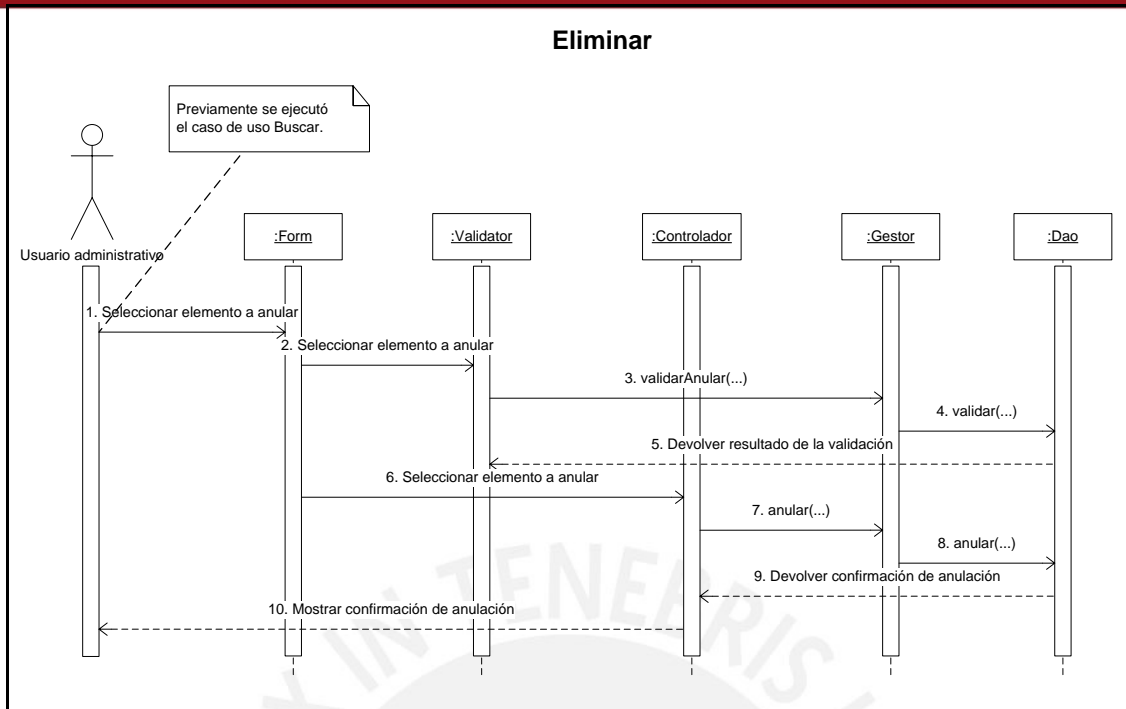 Eliminar
Previamente se ejecutó
el caso de uso Buscar.
Usuario administrativo
:Form
:Validator
:Controlador
:Gestor
:Dao
1. Seleccionar elemento a anular
2. Seleccionar elemento a anular
3. validarAnular(...)
4. validar(...)
5. Devolver resultado de la validación
6. Seleccionar elemento a anular
7. anular(...)
8. anular(...)
9. Devolver confirmación de anulación
10. Mostrar confirmación de anulación
IN TENEBRIS